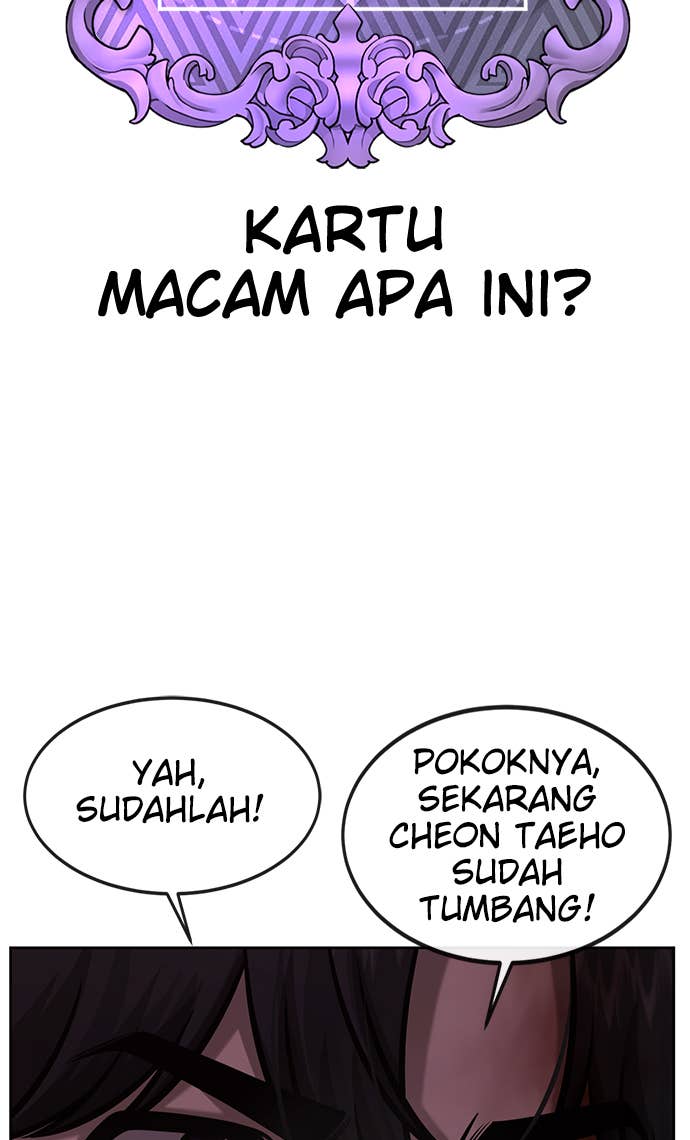 KARTU
MACAM APA INI?
YAH,
SUDAHLAH!
POKOKNYA,
SEKARANG
CHEON TAEHO
SUDAH
TUMBANG!